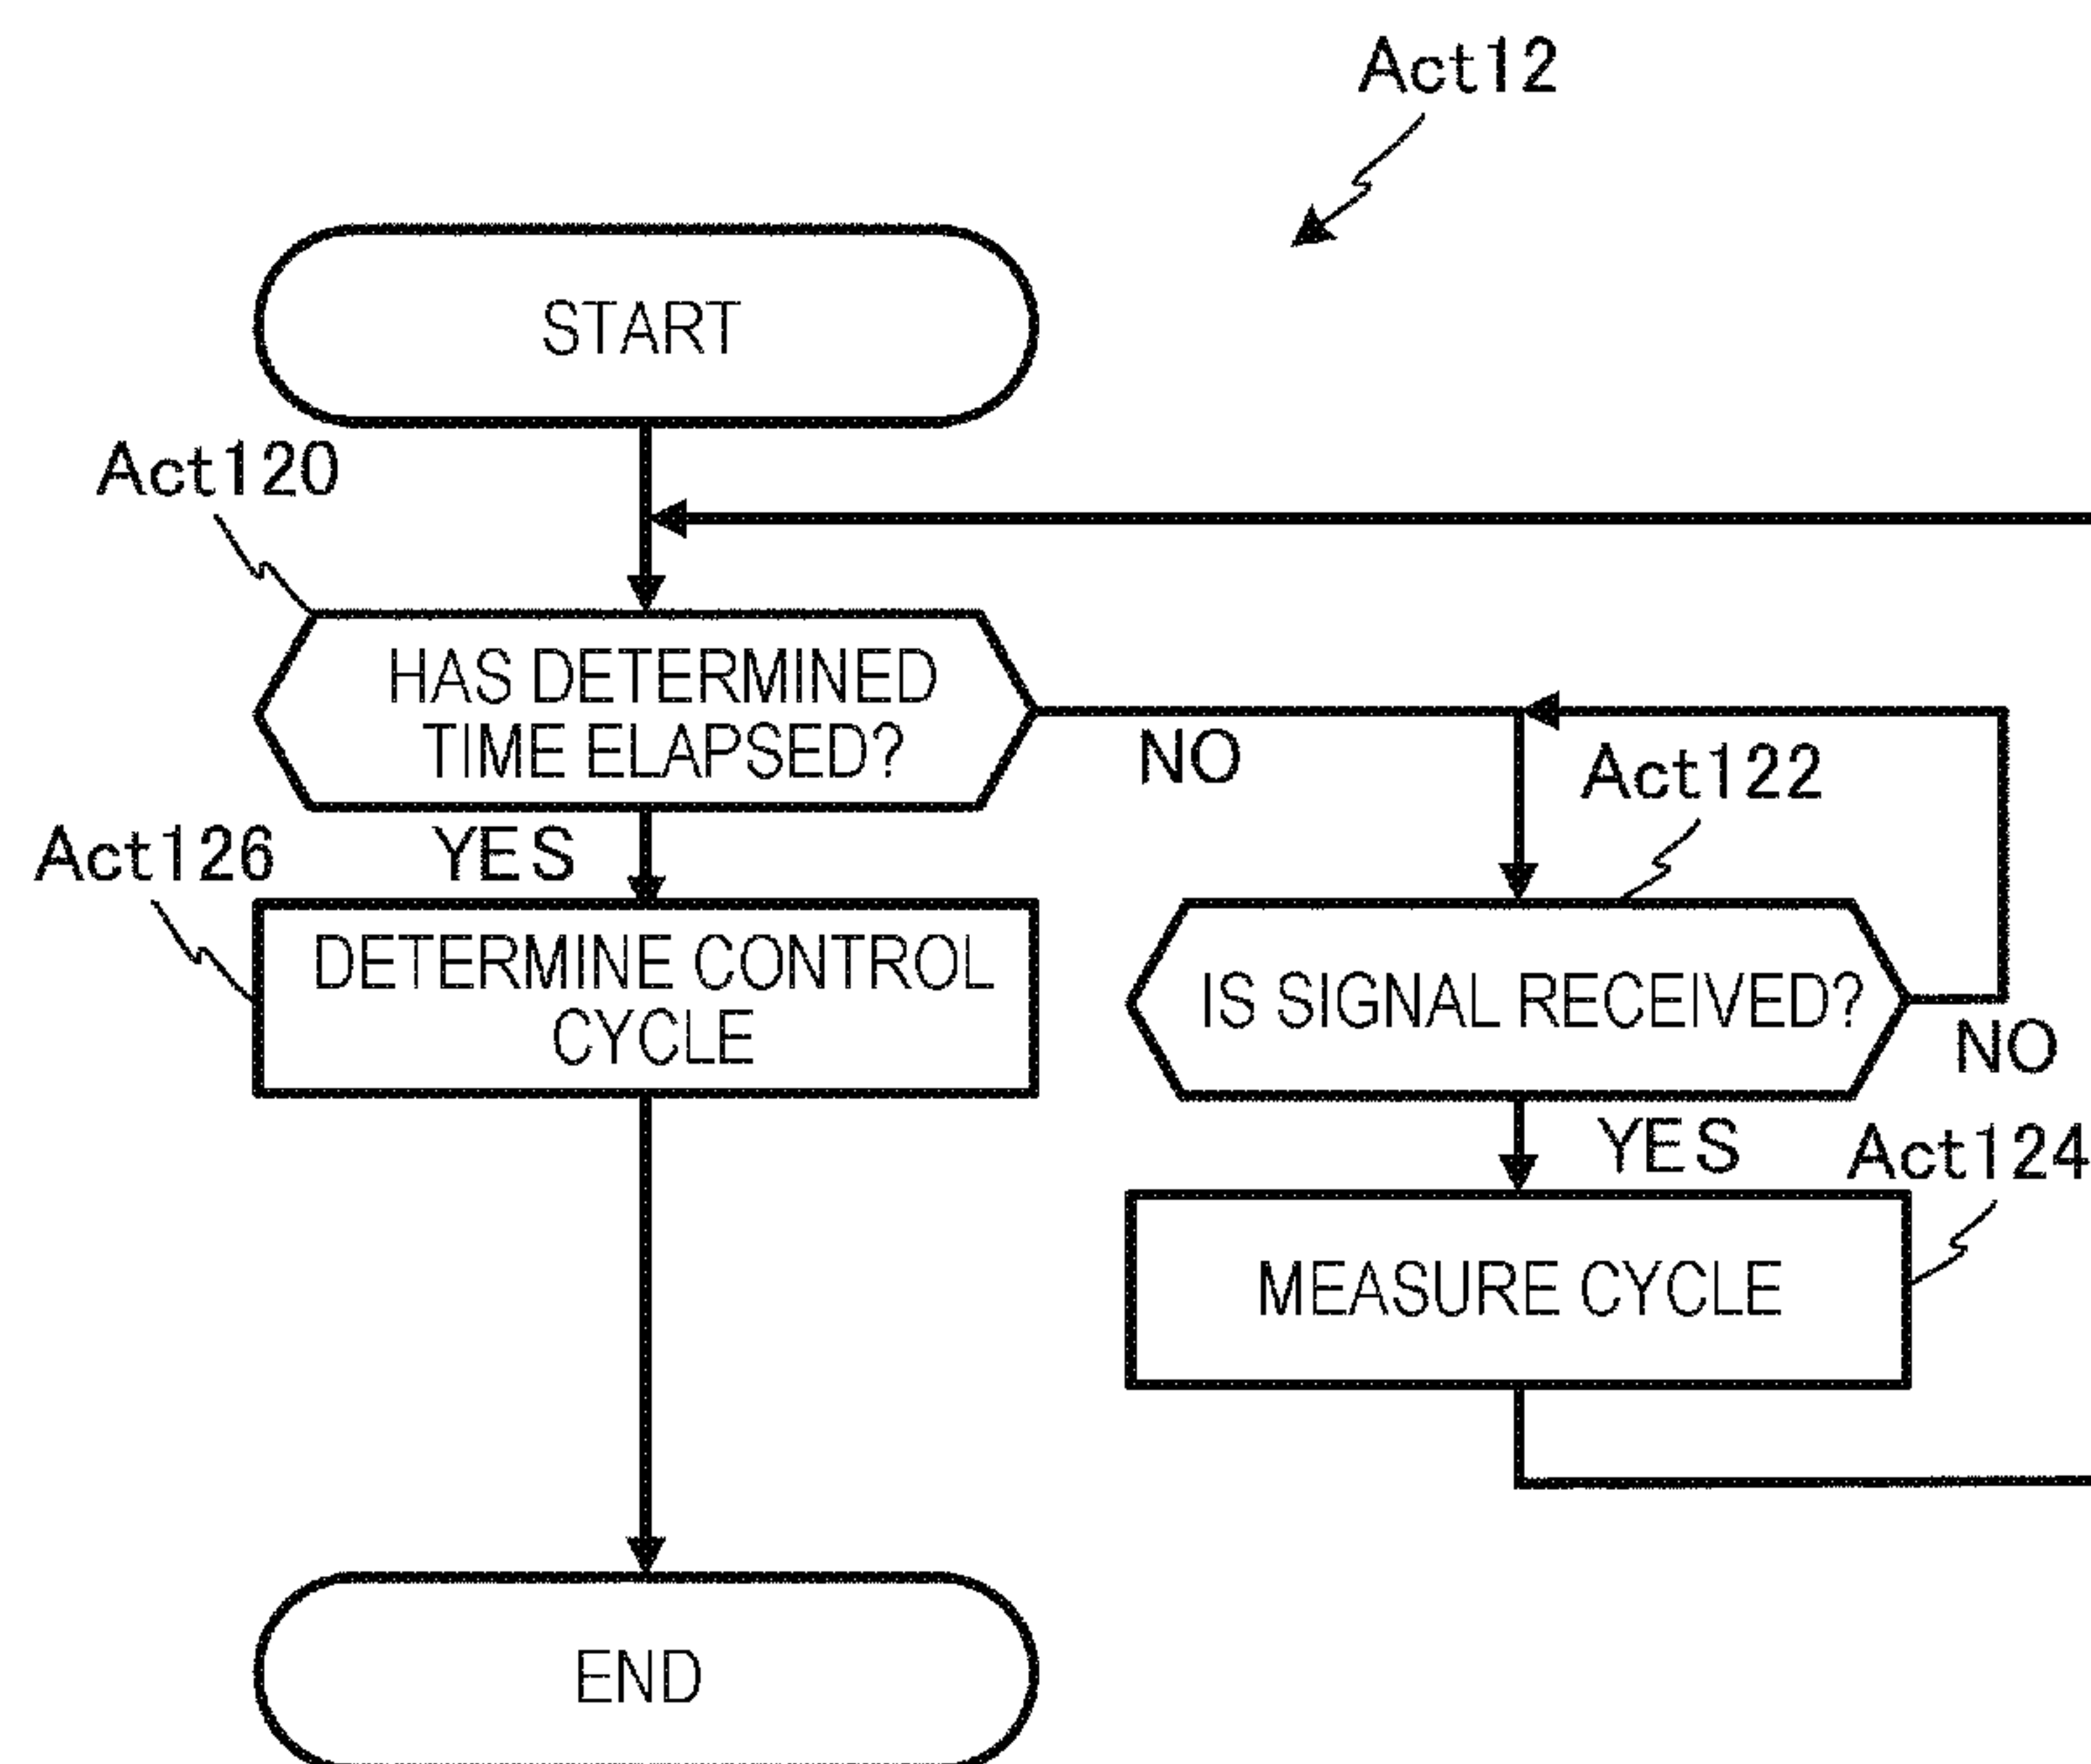 Act12
START
Act120
HAS DETERMINED
TIME ELAPSED?
NO
Act122
Act126
YES
DETERMINE CONTROL
CYCLE
IS SIGNAL RECEIVED?
NO
YES
Act124
MEASURE CYCLE
END